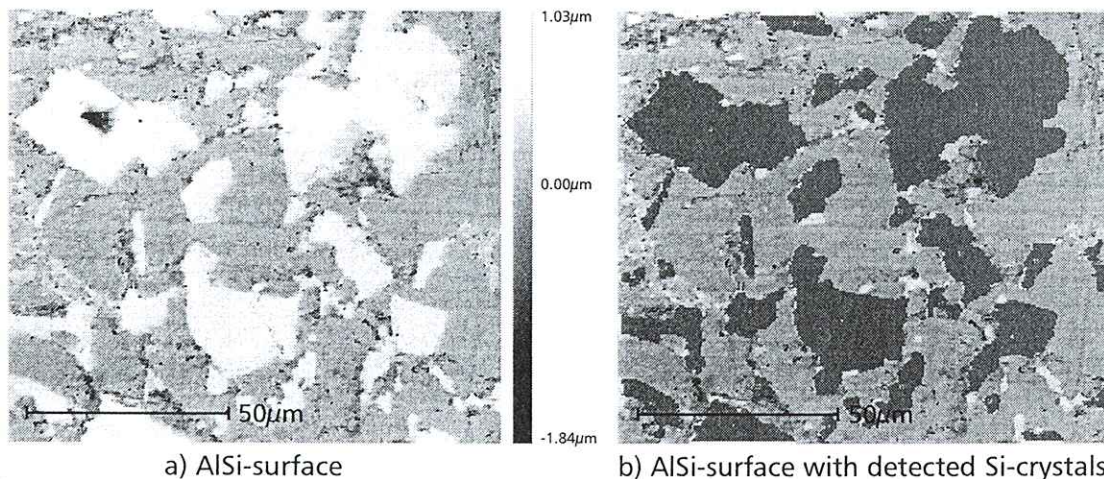 1.03µm
0.00µm
-1.84µm
50µm
50µm
a) AlSi-surface
b) AlSi-surface with detected Si-crystals